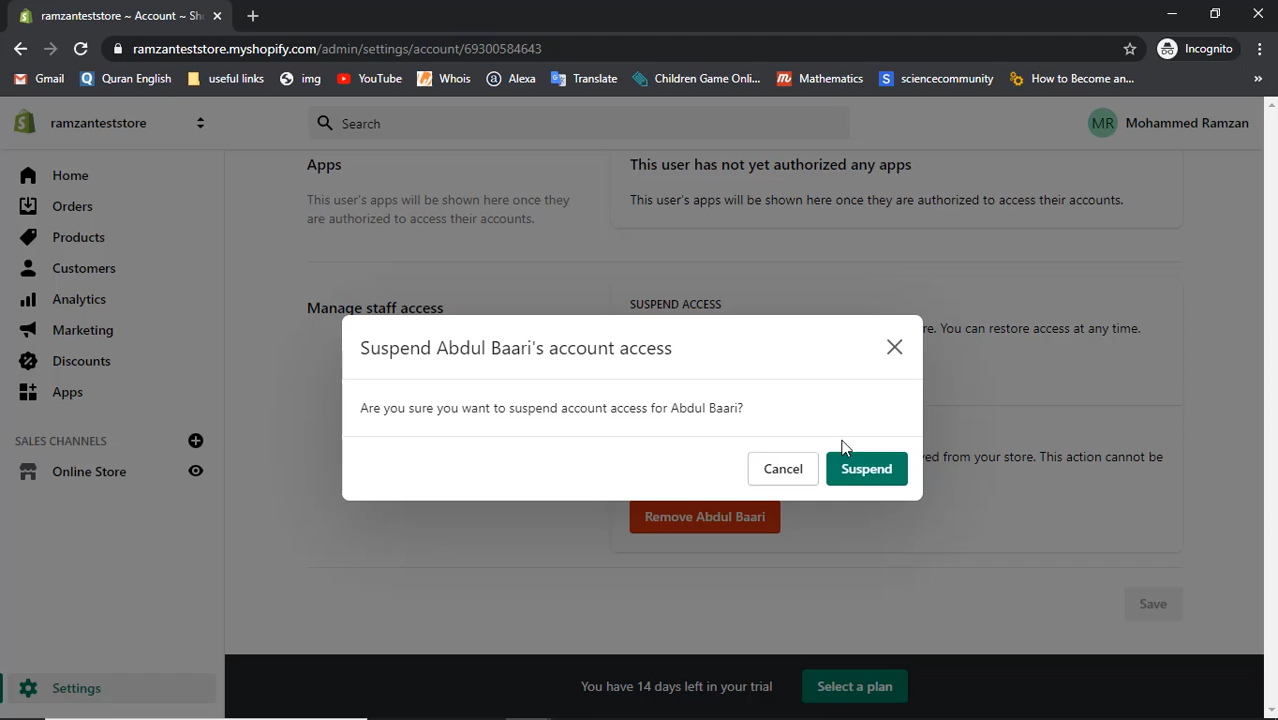 ramzanteststore ~ Account ~ Sho
ramzanteststore.myshopify.com/admin/settings/account/69300584643
Incognito
Gmail
Quran English
useful links
img
YouTube
Whois
Alexa
Translate
Children Game Onli...
Mathematics
sciencecommunity
How to Become an...
»
ramzanteststore
Search
MR Mohammed Ramzan
Home
Orders
Products
Customers
Analytics
Marketing
Discounts
Apps
SALES CHANNELS
Online Store
Settings
Apps
This user's apps will be shown here once they
are authorized to access their accounts.
This user has not yet authorized any apps
This user's apps will be shown here once they are authorized to access their accounts.
Manage staff access
SUSPEND ACCESS
re. You can restore access at any time.
Suspend Abdul Baari's account access
Are you sure you want to suspend account access for Abdul Baari?
Cancel
Suspend
ved from your store. This action cannot be
Remove Abdul Baari
Save
You have 14 days left in your trial
Select a plan